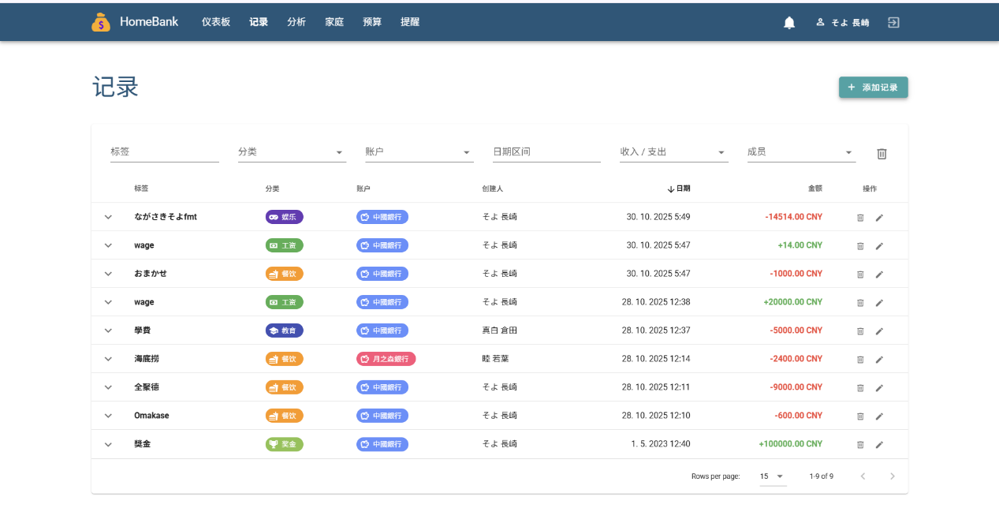 HomeBank 仪表板 记录 分析 家庭 预算 提醒 そよ 長崎
记录
+ 添加记录
标签 分类 账户 日期区间 收入 / 支出 成员
标签 分类 账户 创建人 ↓日期 金额 操作
ながさきそよfmt 娱乐 中國銀行 そよ 長崎 30. 10. 2025 5:49 -14514.00 CNY
wage 工资 中國銀行 そよ 長崎 30. 10. 2025 5:47 +14.00 CNY
おまかせ 餐饮 中國銀行 そよ 長崎 30. 10. 2025 5:47 -1000.00 CNY
wage 工资 中國銀行 そよ 長崎 28. 10. 2025 12:38 +20000.00 CNY
學費 教育 中國銀行 真白 倉田 28. 10. 2025 12:37 -5000.00 CNY
海底捞 餐饮 月之森銀行 睦 若葉 28. 10. 2025 12:14 -2400.00 CNY
全聚德 餐饮 中國銀行 そよ 長崎 28. 10. 2025 12:11 -9000.00 CNY
Omakase 餐饮 中國銀行 そよ 長崎 28. 10. 2025 12:10 -600.00 CNY
獎金 奖金 中國銀行 そよ 長崎 1. 5. 2023 12:40 +100000.00 CNY
Rows per page: 15 1-9 of 9